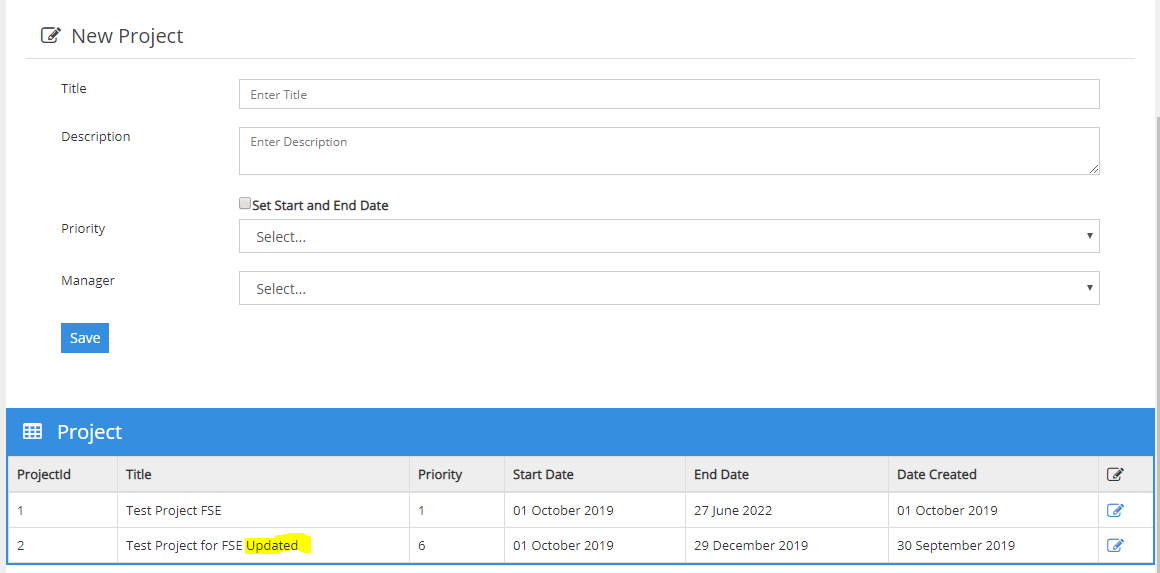 New Project
Title
Enter Title
Description
Enter Description
Set Start and End Date
Priority
Select...
Manager
Select...
Save
Project
ProjectId Title Priority Start Date End Date Date Created
1 Test Project FSE 1 01 October 2019 27 June 2022 01 October 2019
2 Test Project for FSE Updated 6 01 October 2019 29 December 2019 30 September 2019